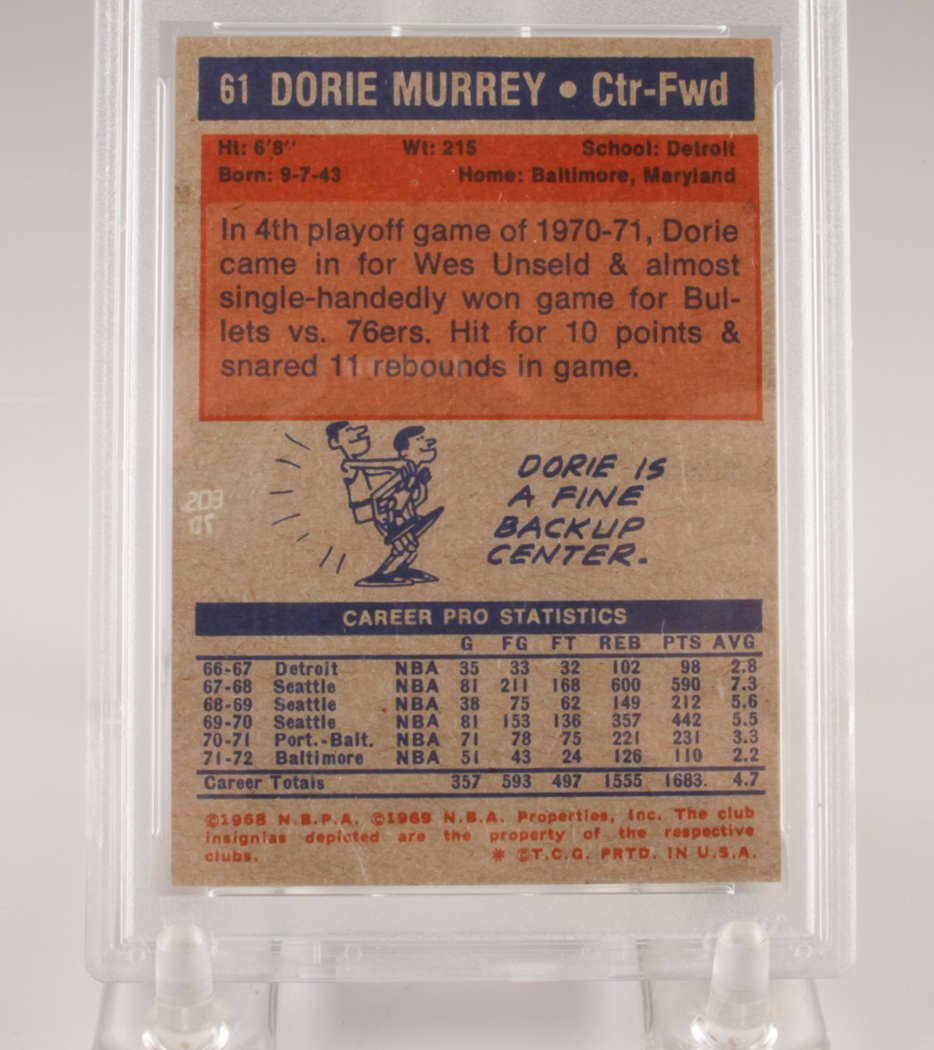 61 DORIE MURREY • Ctr-Fwd
Ht: 6'8'' Wt: 215 School: Detroit
Born: 9-7-43 Home: Baltimore, Maryland
In 4th playoff game of 1970-71, Dorie
came in for Wes Unseld & almost
single-handedly won game for Bul-
lets vs. 76ers. Hit for 10 points &
snared 11 rebounds in game.
DORIE IS
A FINE
BACKUP
CENTER.
CAREER PRO STATISTICS
G FG FT REB PTS AVG
66-67 Detroit NBA 35 33 32 102 98 2.8
67-68 Seattle NBA 81 211 168 600 590 7.3
68-69 Seattle NBA 38 75 62 149 212 5.6
69-70 Seattle NBA 81 153 136 357 442 5.5
70-71 Port.-Balt. NBA 71 78 75 221 231 3.3
71-72 Baltimore NBA 51 43 24 126 110 2.2
Career Totals 357 593 497 1555 1683. 4.7
©1968 N.B.P.A. ©1969 N.B.A. Properties, Inc. The club
insignias depicted are the property of the respective
clubs. * ©T.C.G. PRTD. IN U.S.A.